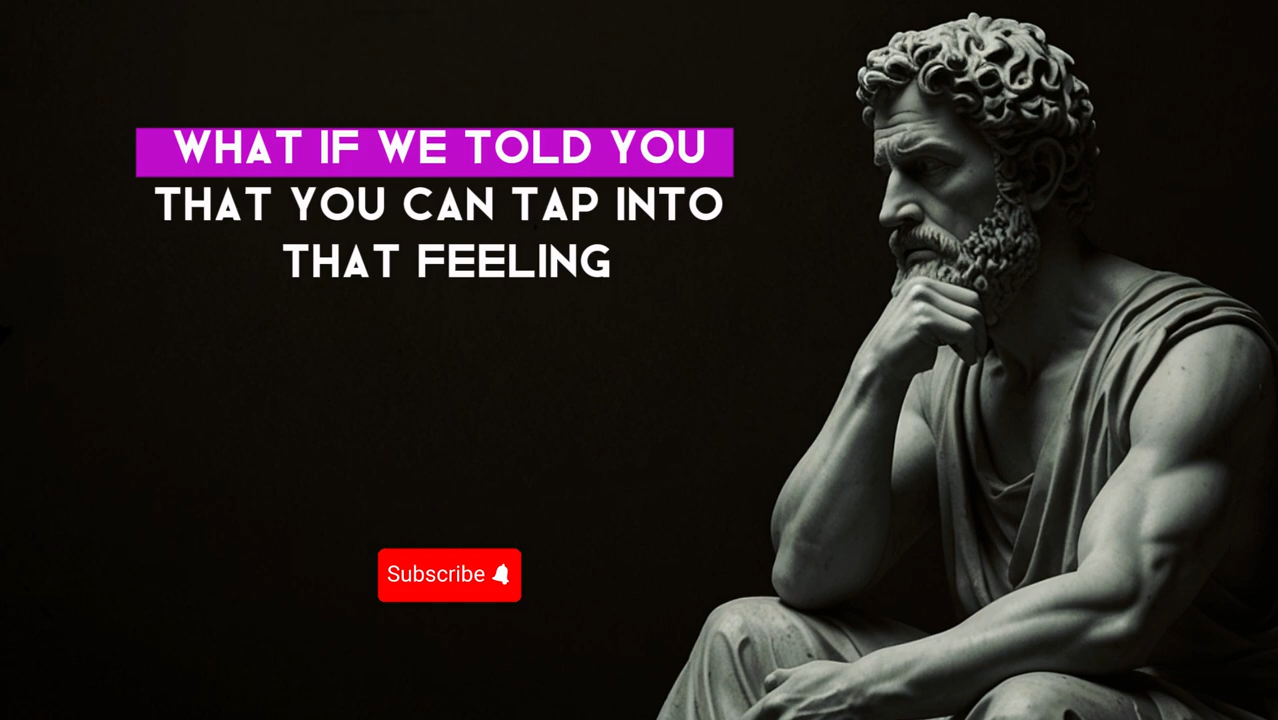 WHAT IF WE TOLD YOU
THAT YOU CAN TAP INTO
THAT FEELING
Subscribe